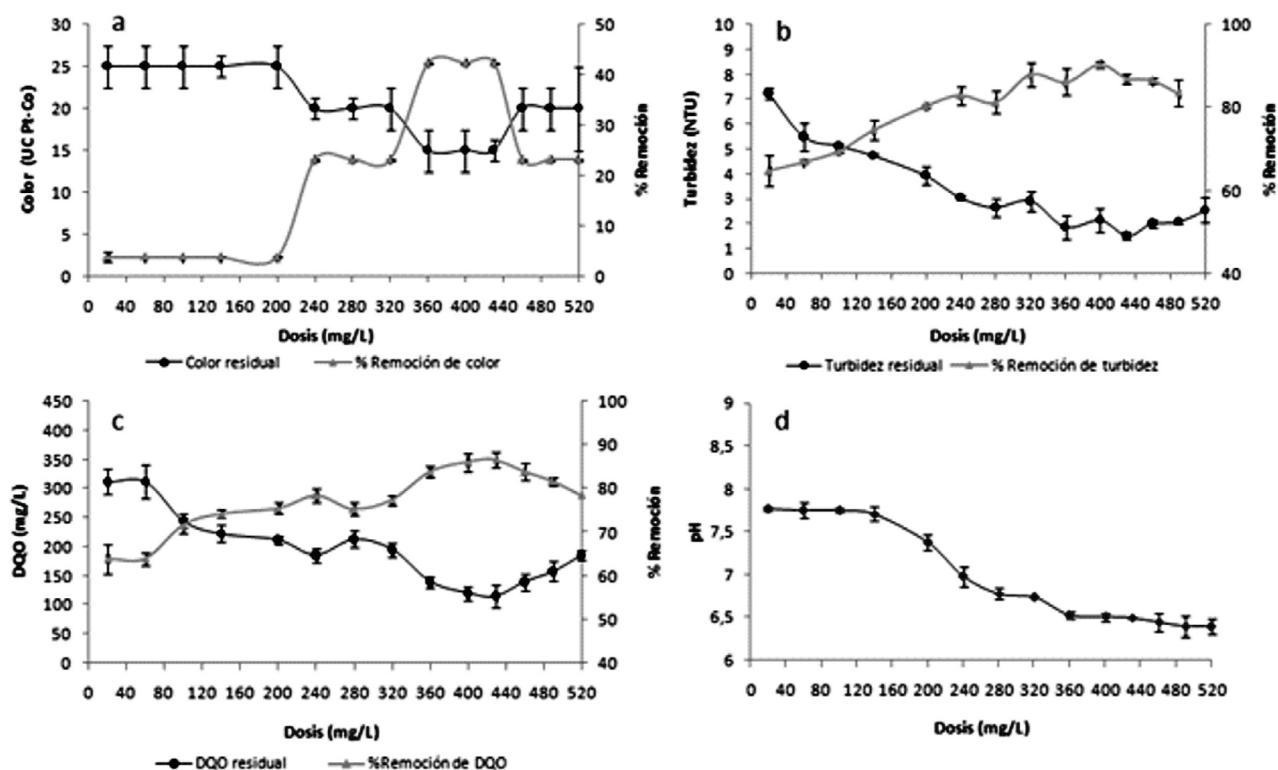 a
30
25
20
15
10
5
0
Color (UC Pt-Co)
50
40
30
20
10
0
% Remoción
0 40 80 120 160 200 240 280 320 360 400 440 480 520
Dosis (mg/L)
Color residual % Remoción de color
b
10
9
8
7
6
5
4
3
2
1
0
Turbidez (NTU)
100
80
60
40
% Remoción
0 40 80 120 160 200 240 280 320 360 400 440 480 520
Dosis (mg/L)
Turbidez residual % Remoción de turbidez
c
450
400
350
300
250
200
150
100
50
0
DQO (mg/L)
100
90
80
70
60
50
40
% Remoción
0 40 80 120 160 200 240 280 320 360 400 440 480 520
Dosis (mg/L)
DQO residual %Remoción de DQO
d
9
8,5
8
7,5
7
6,5
6
pH
0 40 80 120 160 200 240 280 320 360 400 440 480 520
Dosis (mg/L)